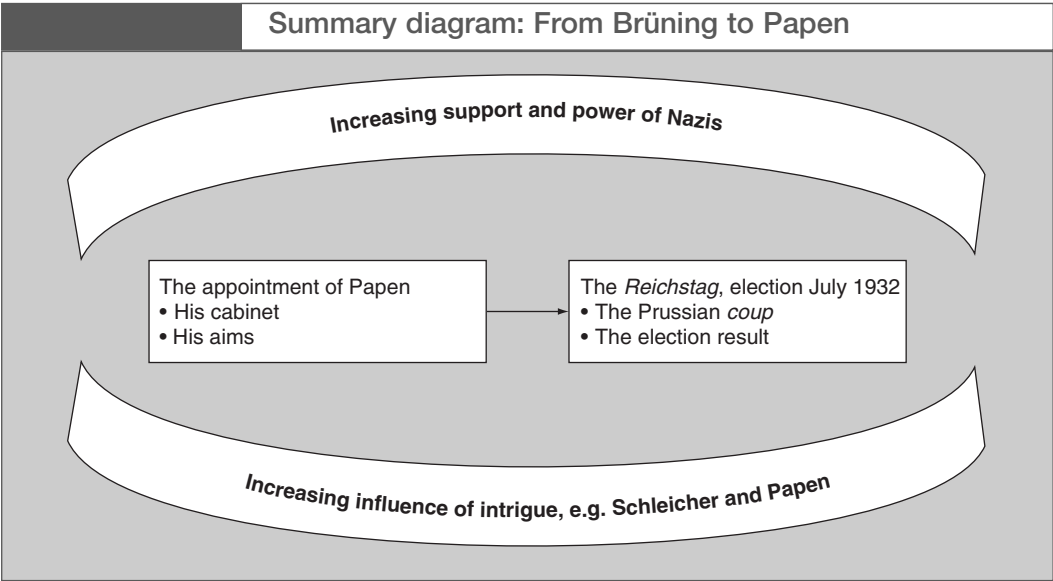 Summary diagram: From Brüning to Papen
Increasing support and power of Nazis
The appointment of Papen
• His cabinet
• His aims
The Reichstag, election July 1932
• The Prussian coup
• The election result
Increasing influence of intrigue, e.g. Schleicher and Papen